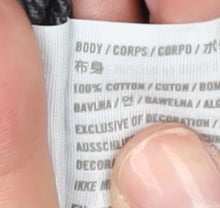 BODY / CORPS / CORPO / ボ
布身
100% COTTON / COTON / BOM
BAVLNA / 면 / BAWEŁNA / AL
EXCLUSIVE OF DECORATION /
AUSSCHL
DECORA
IKKE M